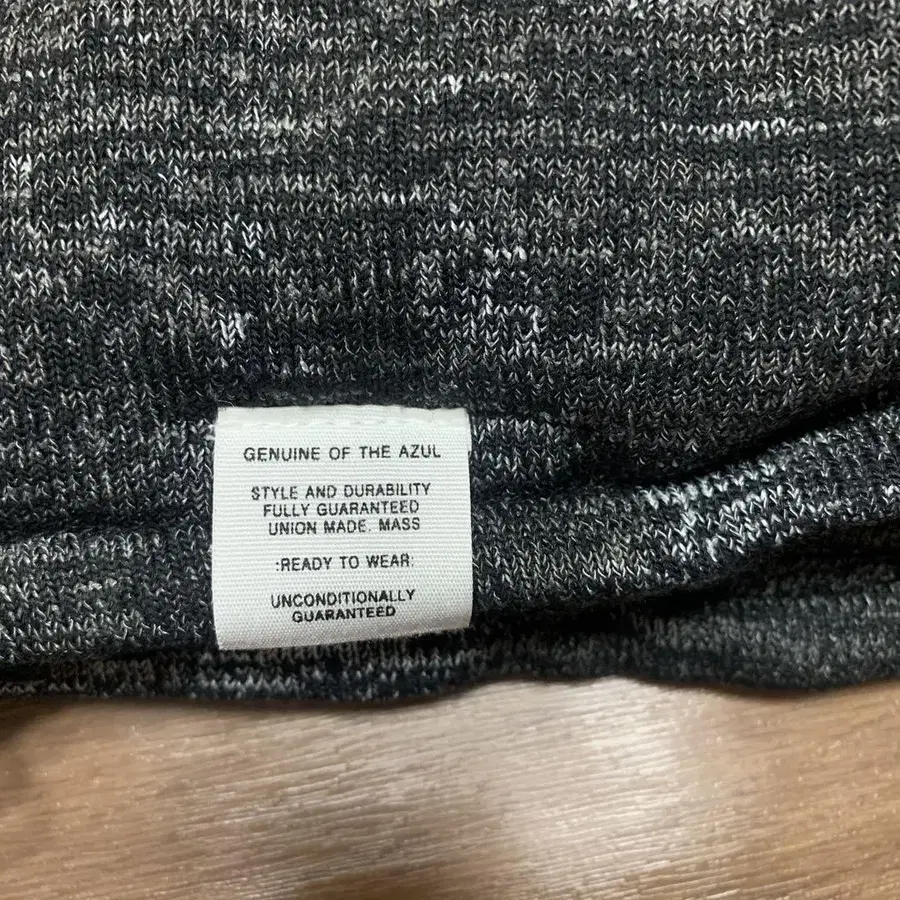 GENUINE OF THE AZUL
STYLE AND DURABILITY
FULLY GUARANTEED
UNION MADE. MASS
:READY TO WEAR:
UNCONDITIONALLY
GUARANTEED